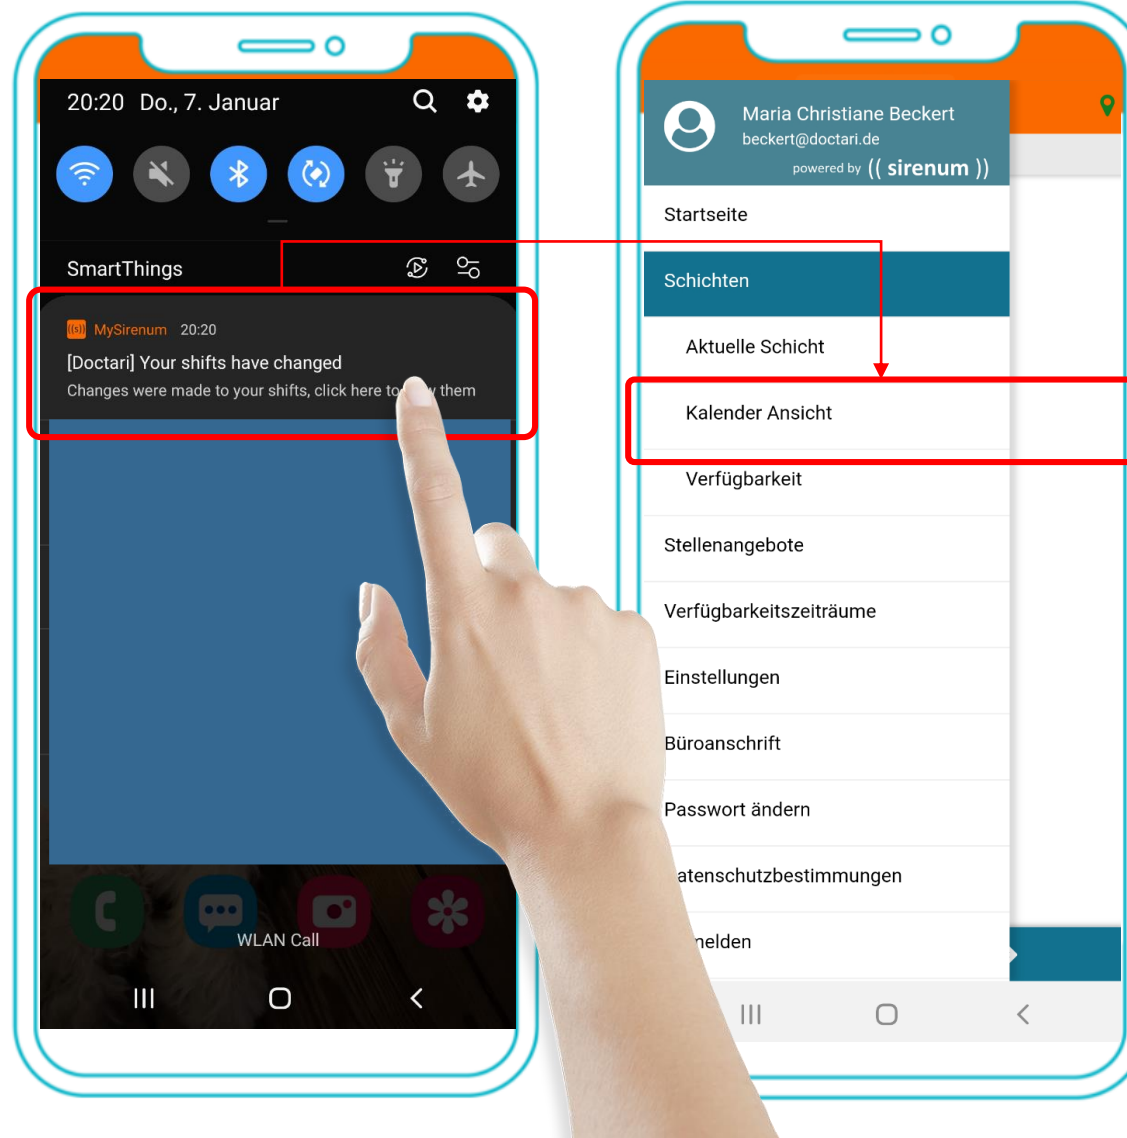 20:20 Do., 7. Januar
SmartThings
((s)) MySirenum 20:20
[Doctari] Your shifts have changed
Changes were made to your shifts, click here to them
WLAN Call
Maria Christiane Beckert
beckert@doctari.de
powered by (( sirenum ))
Startseite
Schichten
Aktuelle Schicht
Kalender Ansicht
Verfügbarkeit
Stellenangebote
Verfügbarkeitszeiträume
Einstellungen
Büroanschrift
Passwort ändern
atenschutzbestimmungen
melden